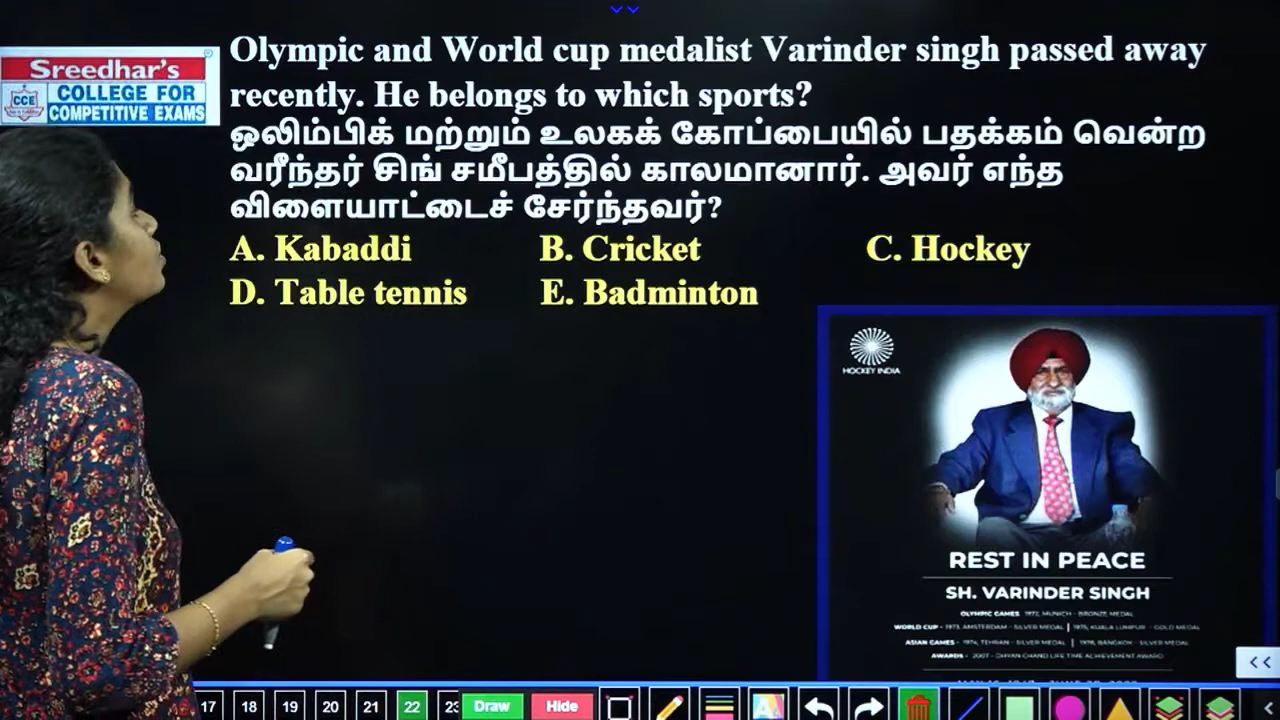 Olympic and World cup medalist Varinder singh passed away
recently. He belongs to which sports?
ஒலிம்பிக் மற்றும் உலகக் கோப்பையில் பதக்கம் வென்ற
வரீந்தர் சிங் சமீபத்தில் காலமானார். அவர் எந்த
விளையாட்டைச் சேர்ந்தவர்?
A. Kabaddi B. Cricket C. Hockey
D. Table tennis E. Badminton
Sreedhar's
CCE
COLLEGE FOR
COMPETITIVE EXAMS
HOCKEY INDIA
REST IN PEACE
SH. VARINDER SINGH
OLYMPIC GAMES 1972, MUNICH - BRONZE MEDAL
WORLD CUP - 1973, AMSTERDAM - SILVER MEDAL | 1975, KUALA LUMPUR - GOLD MEDAL
ASIAN GAMES - 1974, TEHRAN - SILVER MEDAL | 1978, BANGKOK - SILVER MEDAL
AWARDS - 2007 - DHYAN CHAND LIFE TIME ACHIEVEMENT AWARD
<<
17 18 19 20 21 22 23 Draw Hide